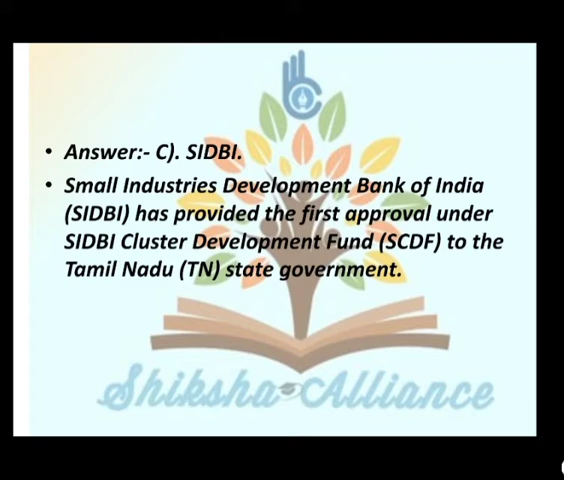 • Answer:- C). SIDBI.
• Small Industries Development Bank of India
(SIDBI) has provided the first approval under
SIDBI Cluster Development Fund (SCDF) to the
Tamil Nadu (TN) state government.
Shiksha Alliance